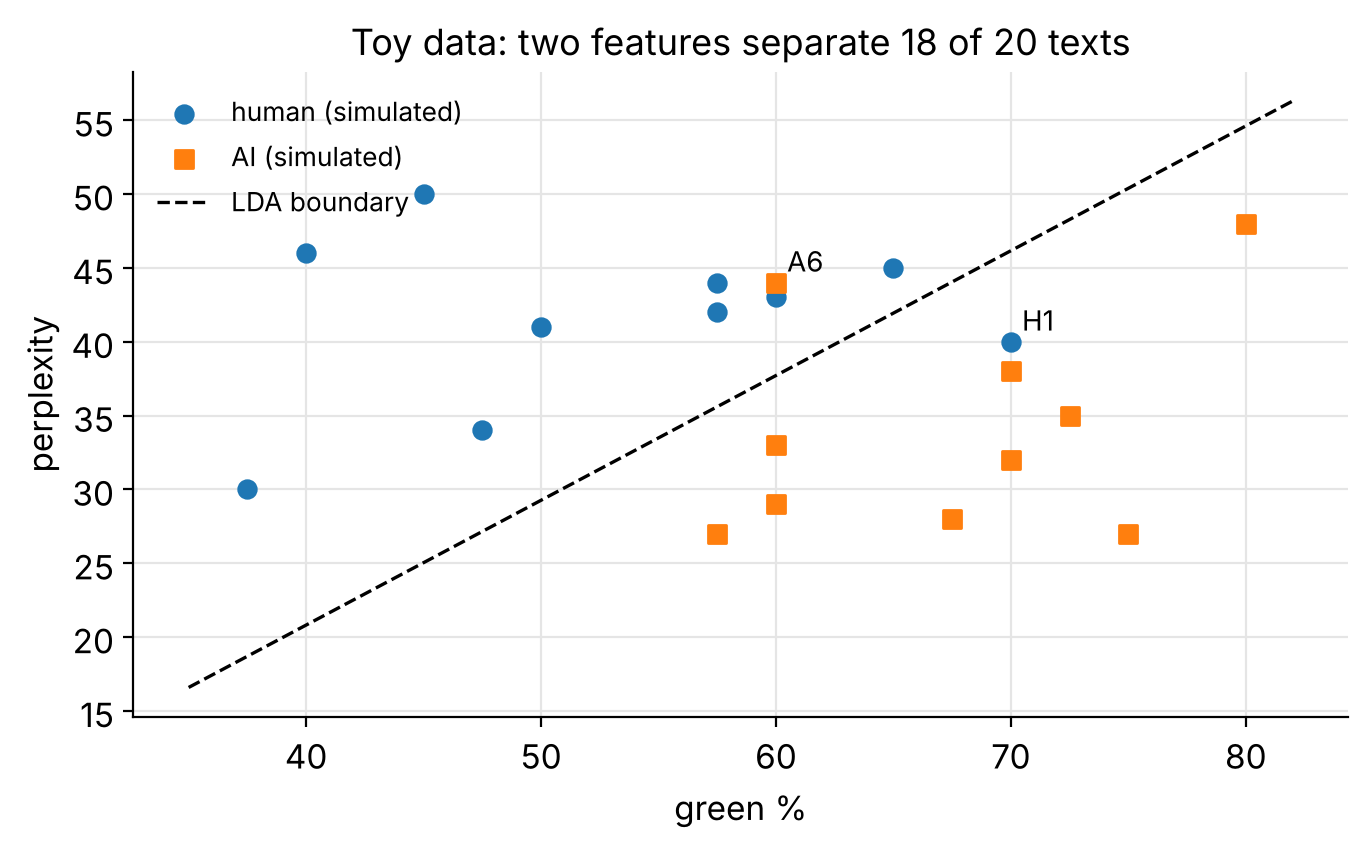 Toy data: two features separate 18 of 20 texts
human (simulated)
AI (simulated)
LDA boundary
A6
H1
perplexity
55
50
45
40
35
30
25
20
15
40 50 60 70 80
green %